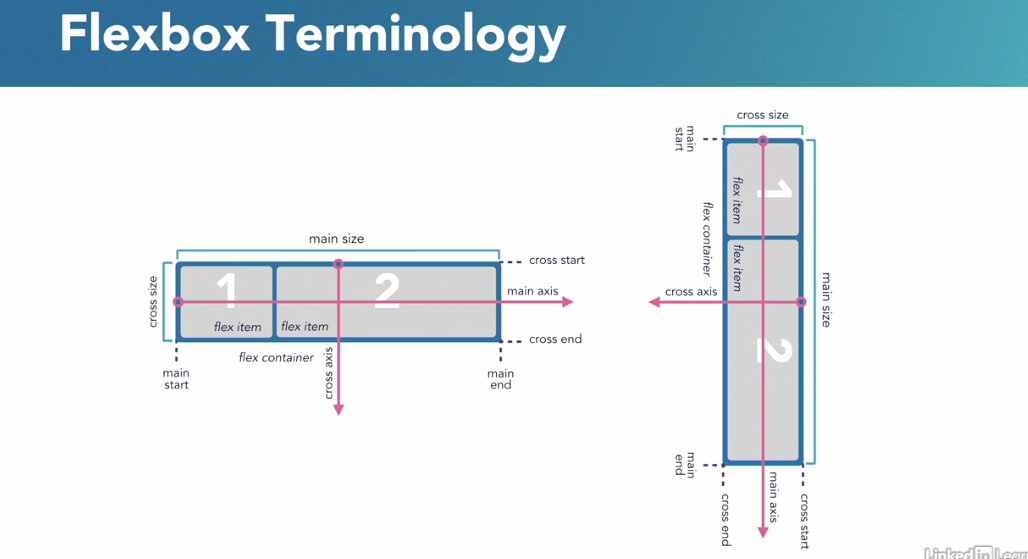 Flexbox Terminology
main size
cross size
cross start
main axis
cross end
1
2
flex item
flex item
flex container
cross axis
main
start
main
end
cross size
main
start
1
flex item
flex container
flex item
cross axis
main size
2
main
end
main axis
cross end
cross start
Linked in